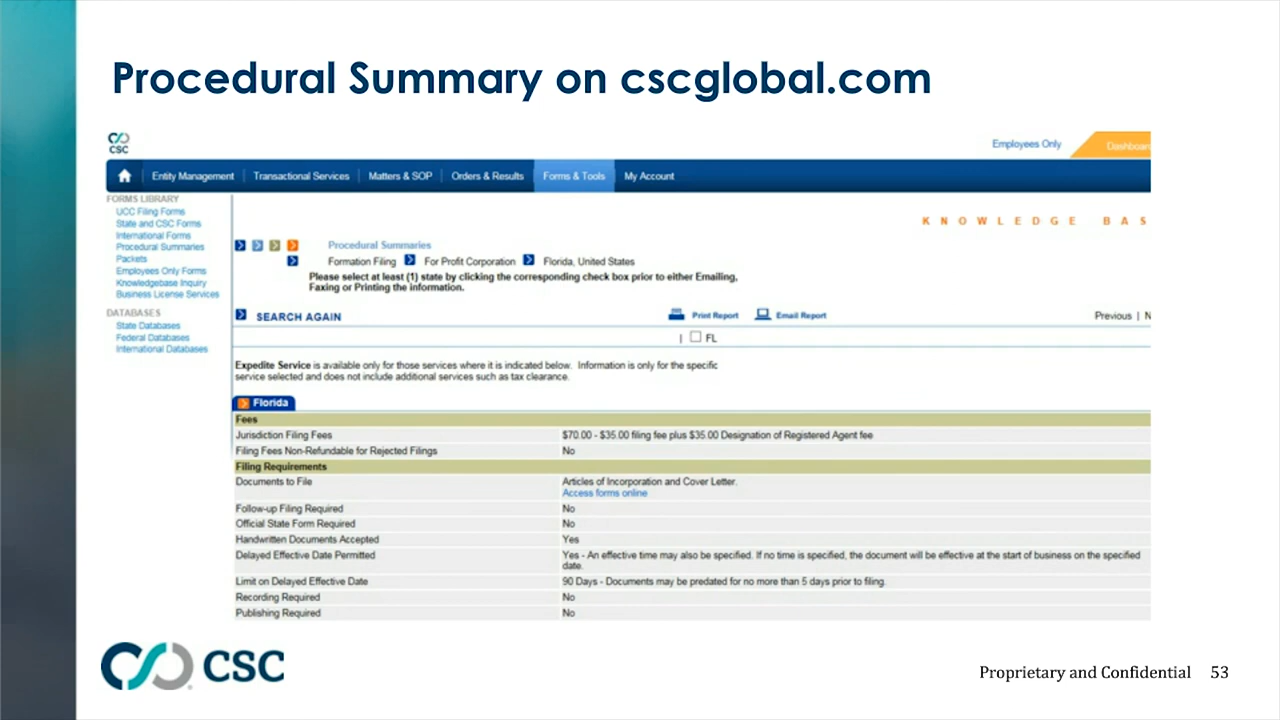 Procedural Summary on cscglobal.com
CSC
Employees Only
Entity Management | Transactional Services | Matters & SOP | Orders & Results | Forms & Tools | My Account
FORMS LIBRARY
UCC Filing Forms
State and CSC Forms
International Forms
Procedural Summaries
Packets
Employees Only Forms
Knowledgebase Inquiry
Business License Services
DATABASES
State Databases
Federal Databases
International Databases
KNOWLEDGE BAS
Procedural Summaries
Formation Filing For Profit Corporation Florida, United States
Please select at least (1) state by clicking the corresponding check box prior to either Emailing,
Faxing or Printing the information.
SEARCH AGAIN Print Report Email Report Previous | N
| FL
Expedite Service is available only for those services where it is indicated below. Information is only for the specific
service selected and does not include additional services such as tax clearance.
Florida
Fees
Jurisdiction Filing Fees $70.00 - $35.00 filing fee plus $35.00 Designation of Registered Agent fee
Filing Fees Non-Refundable for Rejected Filings No
Filing Requirements
Documents to File Articles of Incorporation and Cover Letter.
Access forms online
Follow-up Filing Required No
Official State Form Required No
Handwritten Documents Accepted Yes
Delayed Effective Date Permitted Yes - An effective time may also be specified. If no time is specified, the document will be effective at the start of business on the specified
date.
Limit on Delayed Effective Date 90 Days - Documents may be predated for no more than 5 days prior to filing.
Recording Required No
Publishing Required No
CSC
Proprietary and Confidential 53